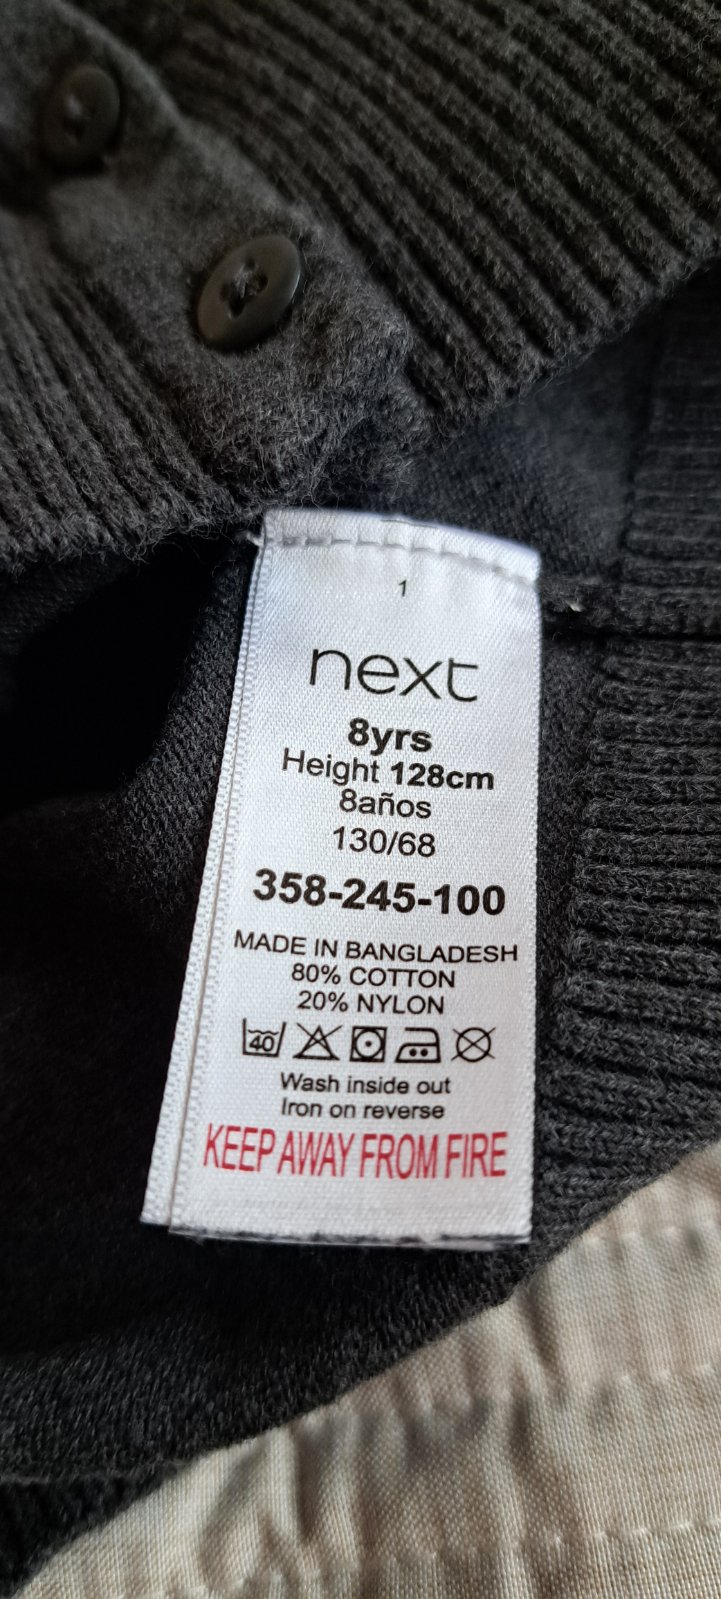 1
next
8yrs
Height 128cm
8años
130/68
358-245-100
MADE IN BANGLADESH
80% COTTON
20% NYLON
40
Wash inside out
Iron on reverse
KEEP AWAY FROM FIRE